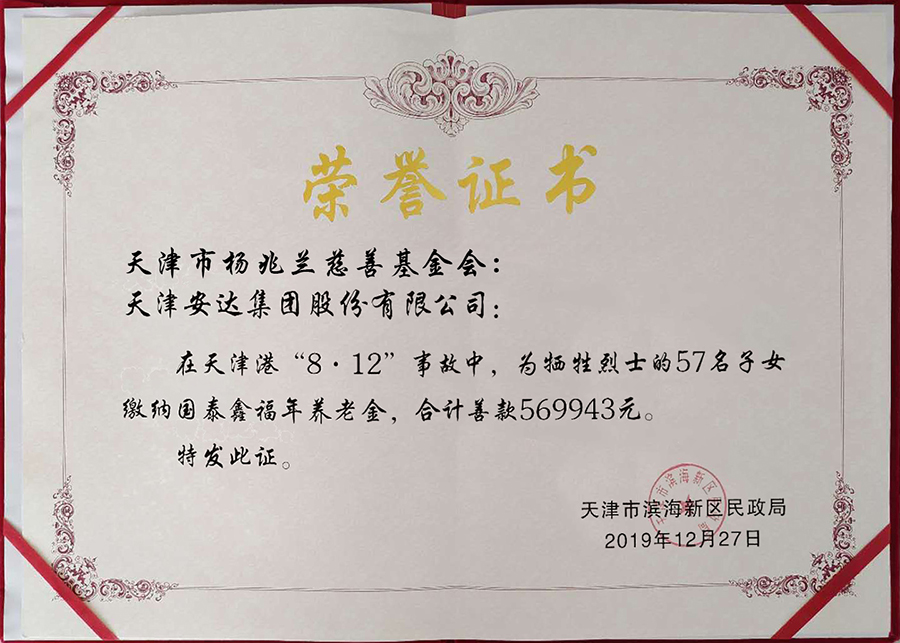 荣誉证书
天津市杨兆兰慈善基金会：
天津安达集团股份有限公司：
在天津港“8·12”事故中，为牺牲烈士的57名子女
缴纳国泰鑫福年养老金，合计善款569943元。
特发此证。
天津市滨海新区民政局
2019年12月27日